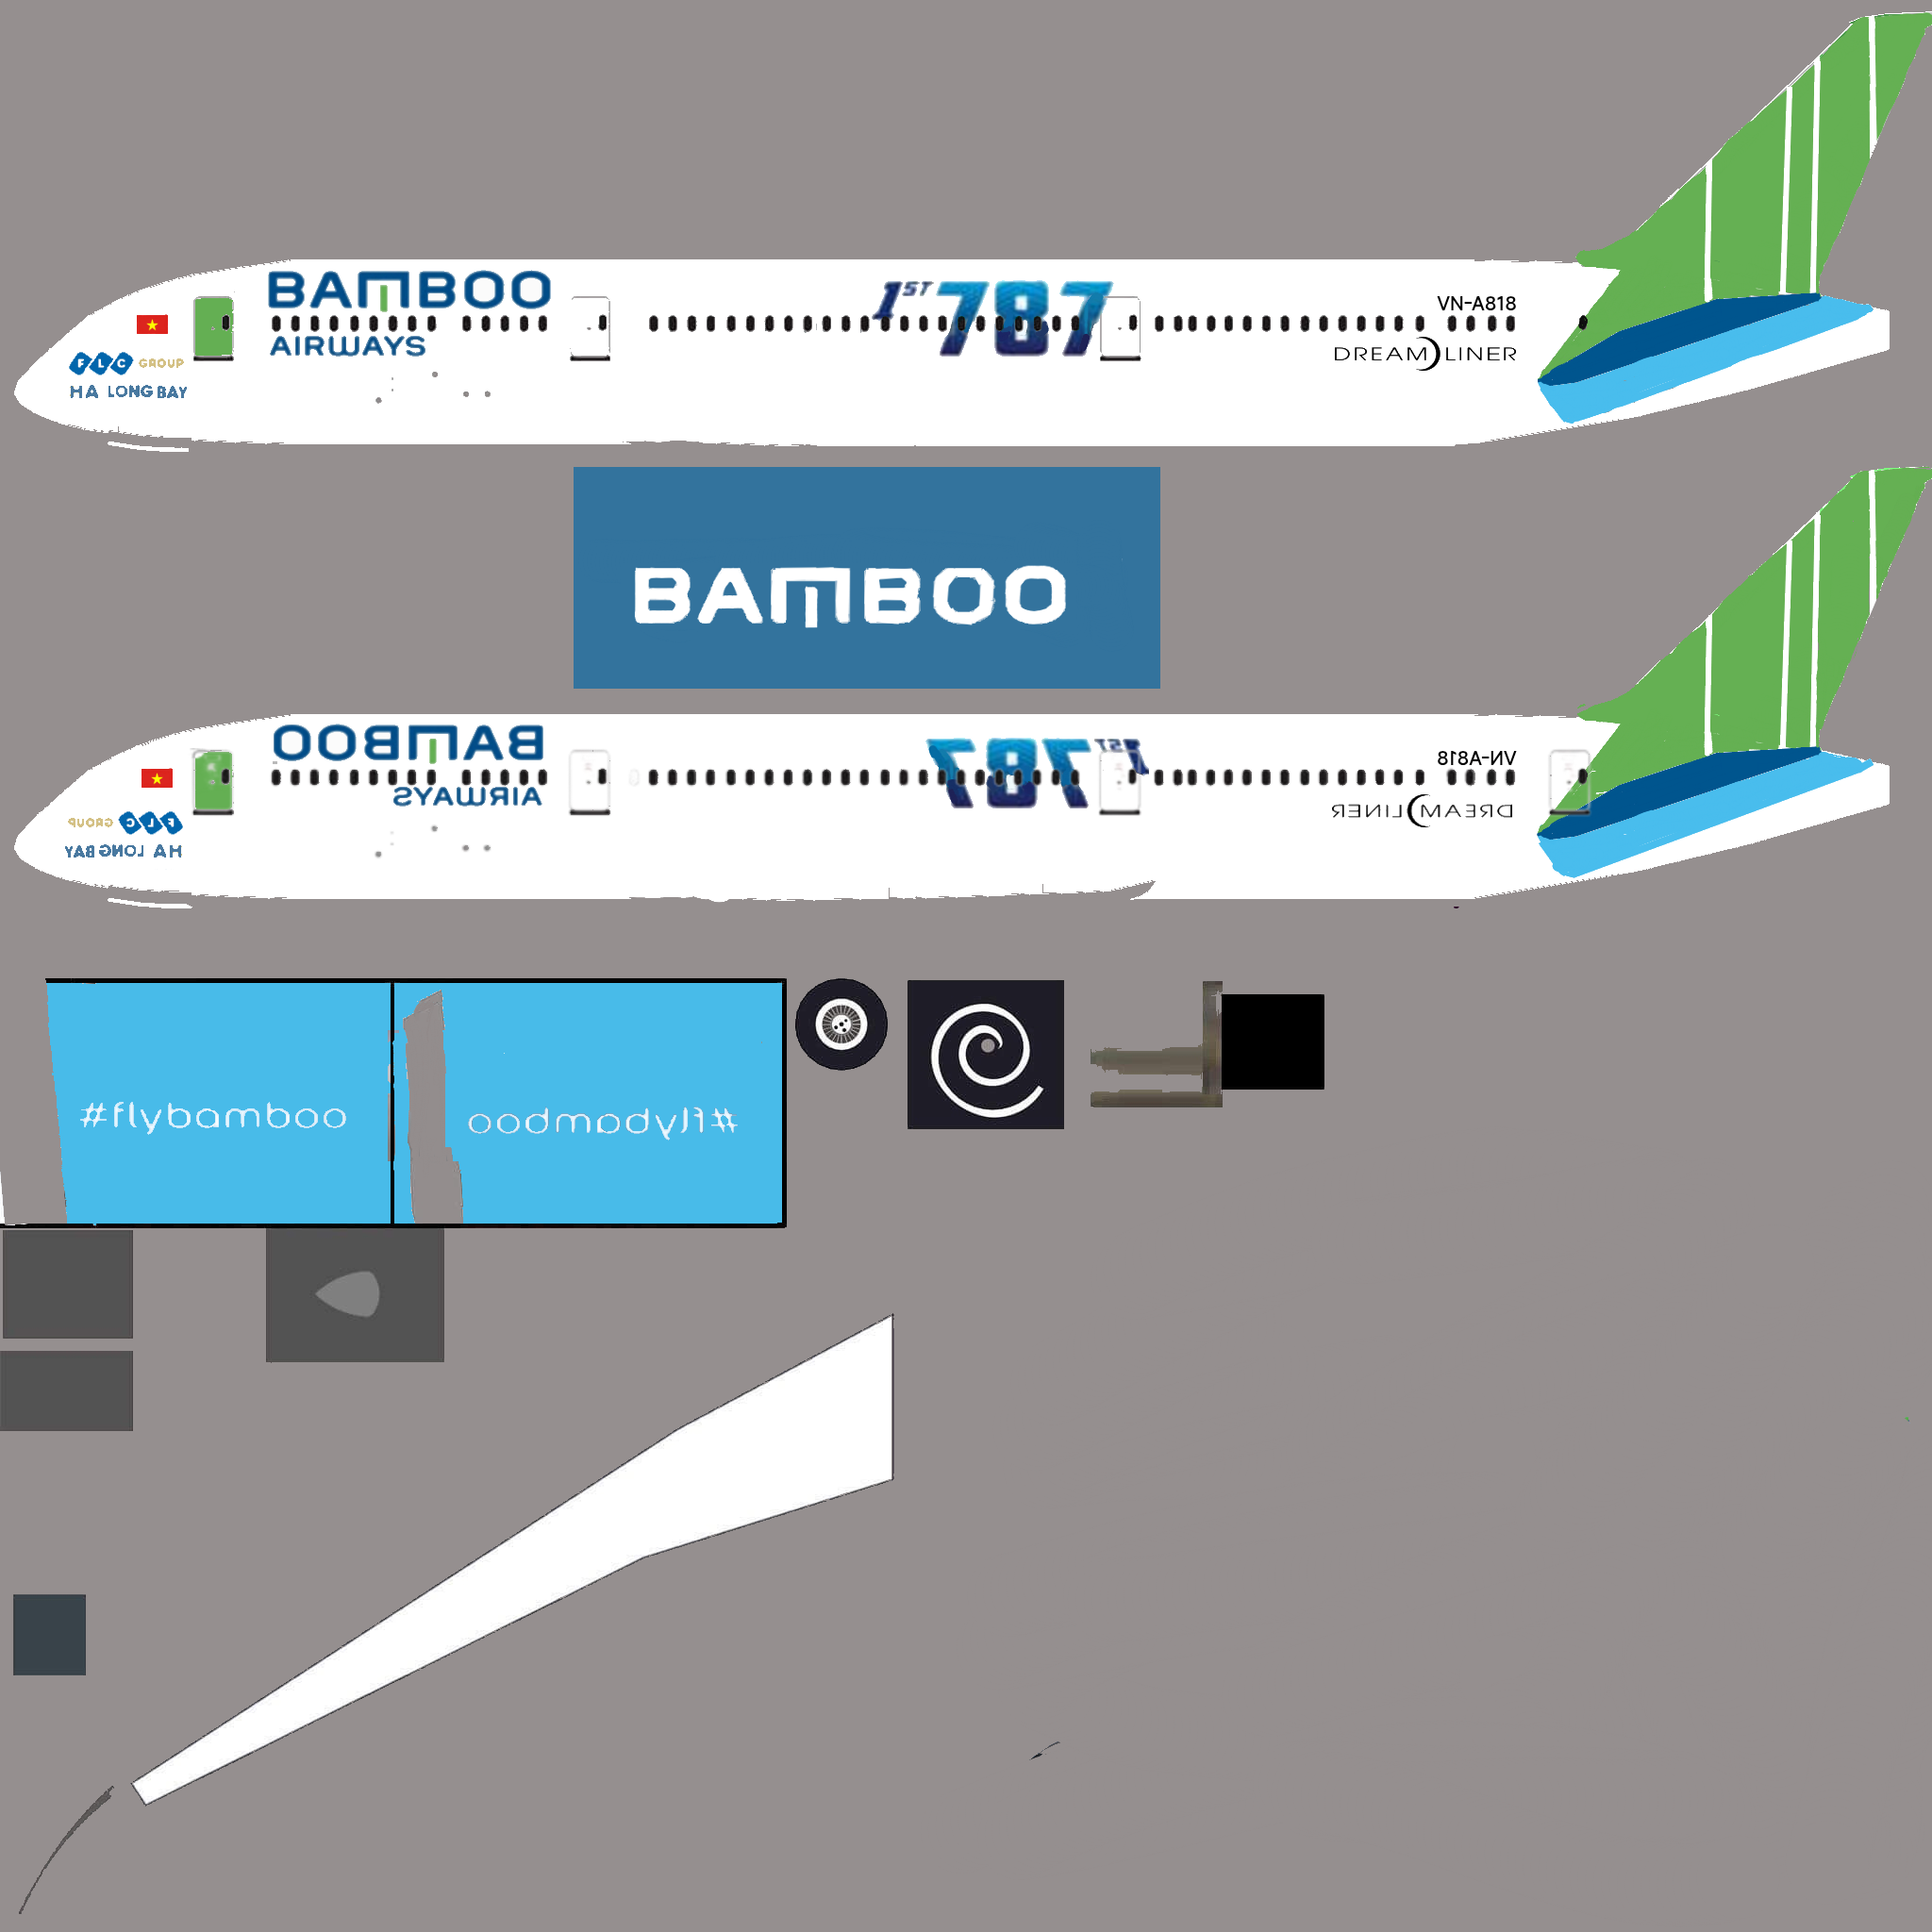 BAMBOO
1ST 787
VN-A818
AIRWAYS
DREAMLINER
FLC GROUP
HA LONG BAY
BAMBOO
BAMBOO
1ST 787
VN-A818
AIRWAYS
DREAMLINER
FLC GROUP
HA LONG BAY
#flybamboo
#flybamboo